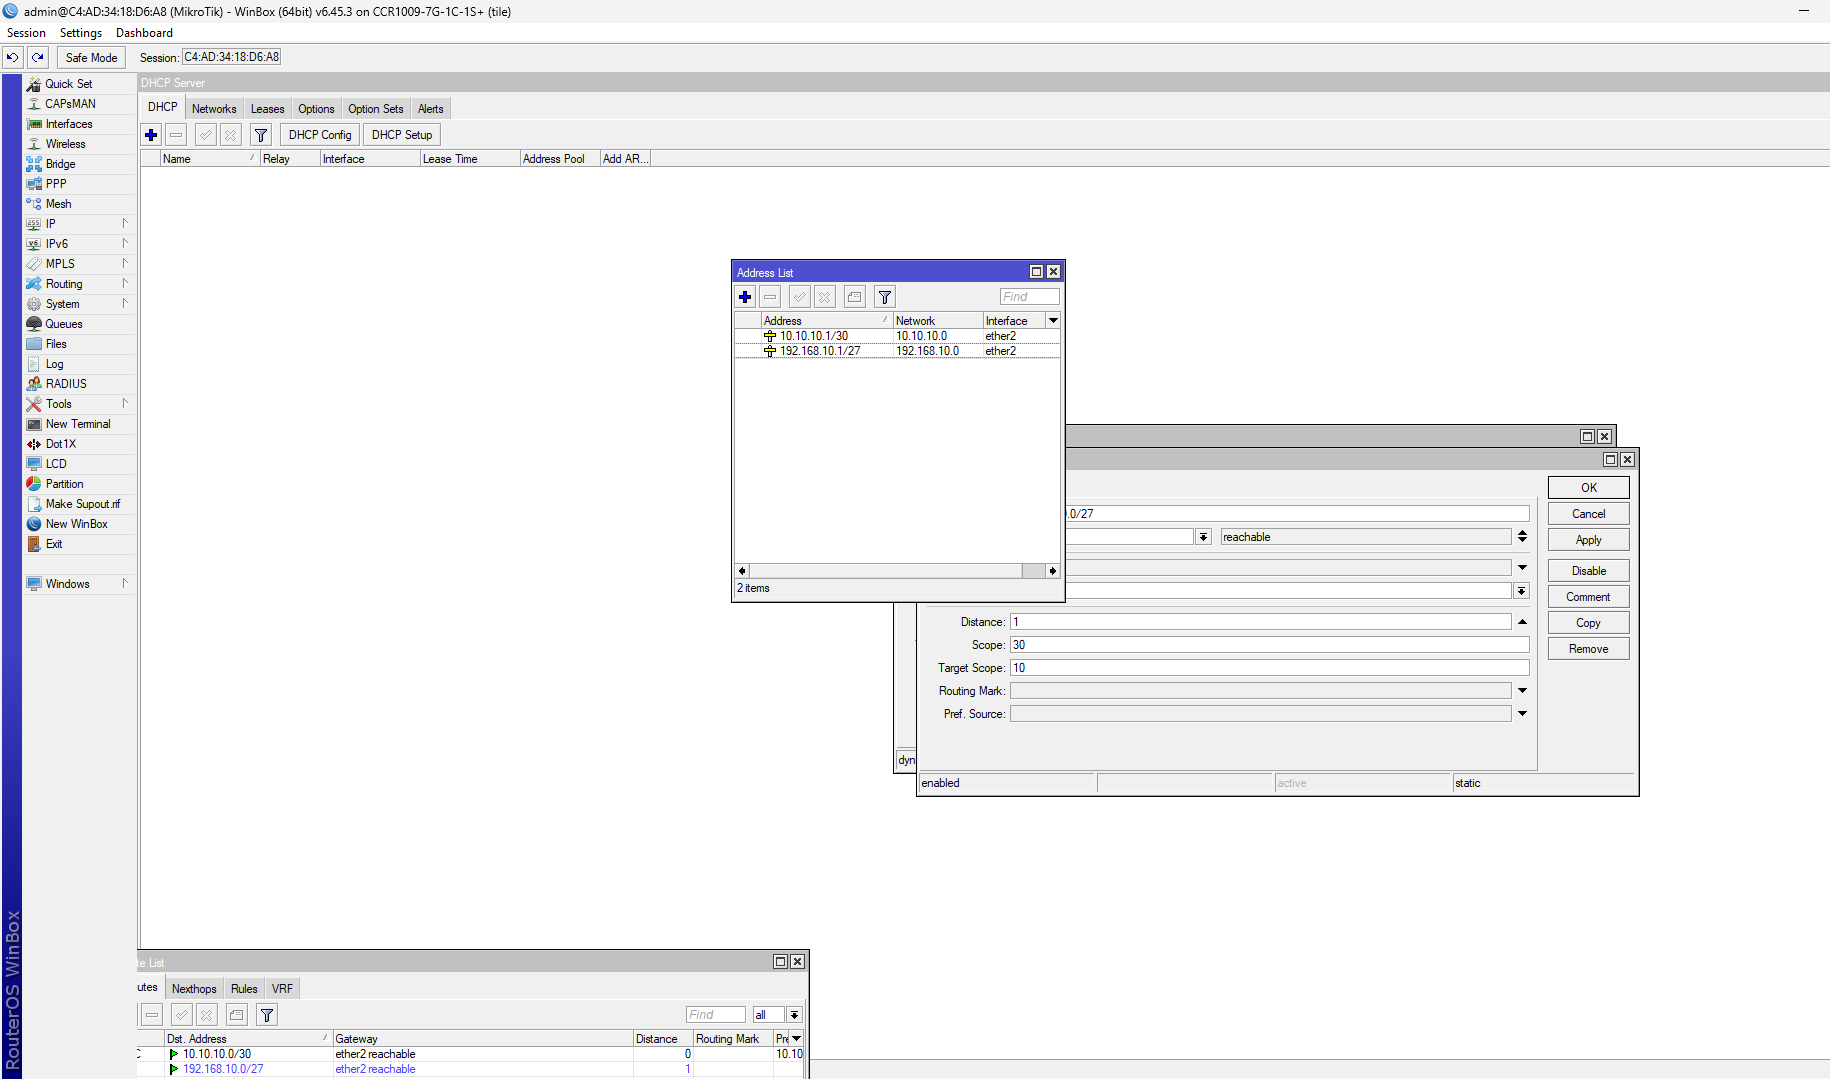 admin@C4:AD:34:18:D6:A8 (MikroTik) - WinBox (64bit) v6.45.3 on CCR1009-7G-1C-1S+ (tile)
Session Settings Dashboard
Safe Mode Session: C4:AD:34:18:D6:A8
Quick Set
CAPsMAN
Interfaces
Wireless
Bridge
PPP
Mesh
IP
IPv6
MPLS
Routing
System
Queues
Files
Log
RADIUS
Tools
New Terminal
Dot1X
LCD
Partition
Make Supout.rif
New WinBox
Exit
Windows
RouterOS WinBox
DHCP Server
DHCP Networks Leases Options Option Sets Alerts
DHCP Config DHCP Setup
Name Relay Interface Lease Time Address Pool Add AR...
Address List
Find
Address Network Interface
10.10.10.1/30 10.10.10.0 ether2
192.168.10.1/27 192.168.10.0 ether2
2 items
.0/27
reachable
Distance: 1
Scope: 30
Target Scope: 10
Routing Mark:
Pref. Source:
OK
Cancel
Apply
Disable
Comment
Copy
Remove
dyn
enabled active static
te List
utes Nexthops Rules VRF
Find all
Dst. Address Gateway Distance Routing Mark
10.10.10.0/30 ether2 reachable 0 10.10
192.168.10.0/27 ether2 reachable 1